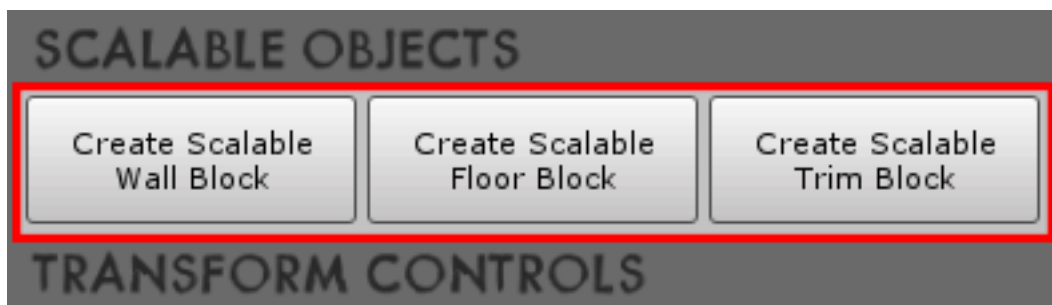 SCALABLE OBJECTS
Create Scalable
Wall Block
Create Scalable
Floor Block
Create Scalable
Trim Block
TRANSFORM CONTROLS